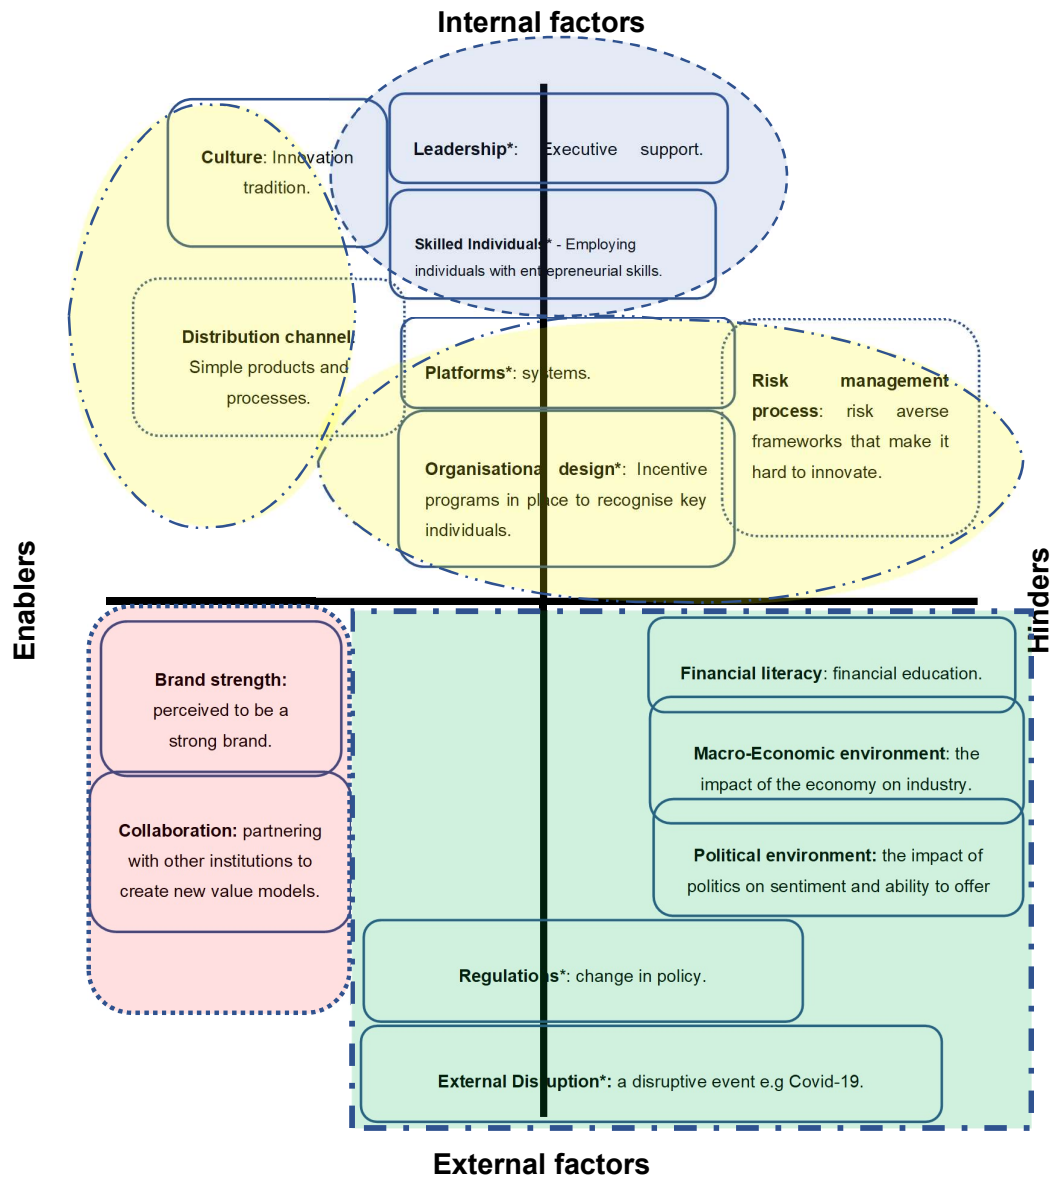 Internal factors
Culture: Innovation
tradition.
Leadership*: Executive support.
Skilled Individuals* - Employing
individuals with entrepreneurial skills.
Distribution channel:
Simple products and
processes.
Platforms*: systems.
Organisational design*: Incentive
programs in place to recognise key
individuals.
Risk management
process: risk averse
frameworks that make it
hard to innovate.
Enablers
Hinders
Brand strength:
perceived to be a
strong brand.
Collaboration: partnering
with other institutions to
create new value models.
Financial literacy: financial education.
Macro-Economic environment: the
impact of the economy on industry.
Political environment: the impact of
politics on sentiment and ability to offer
Regulations*: change in policy.
External Disruption*: a disruptive event e.g Covid-19.
External factors